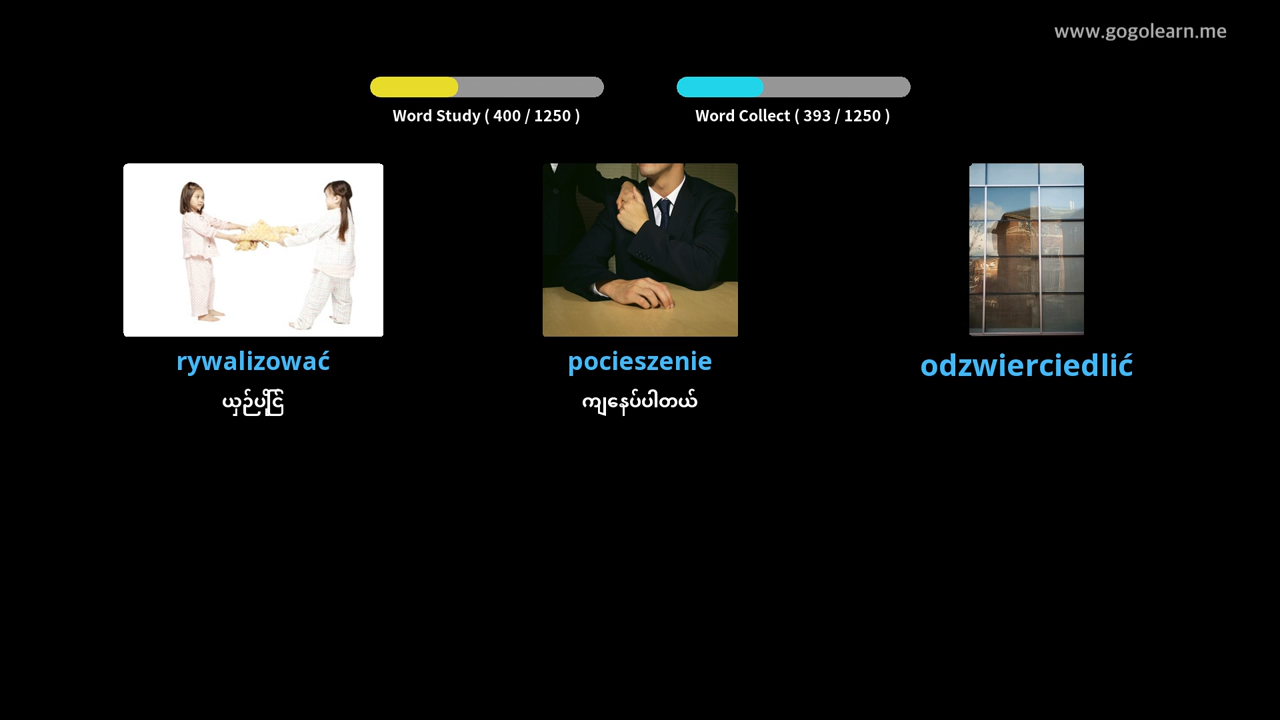 www.gogolearn.me
Word Study ( 400 / 1250 )
Word Collect ( 393 / 1250 )
rywalizować
ယှဉ်ပြိုင်
pocieszenie
ကျနေပ်ပါတယ်
odzwierciedlić